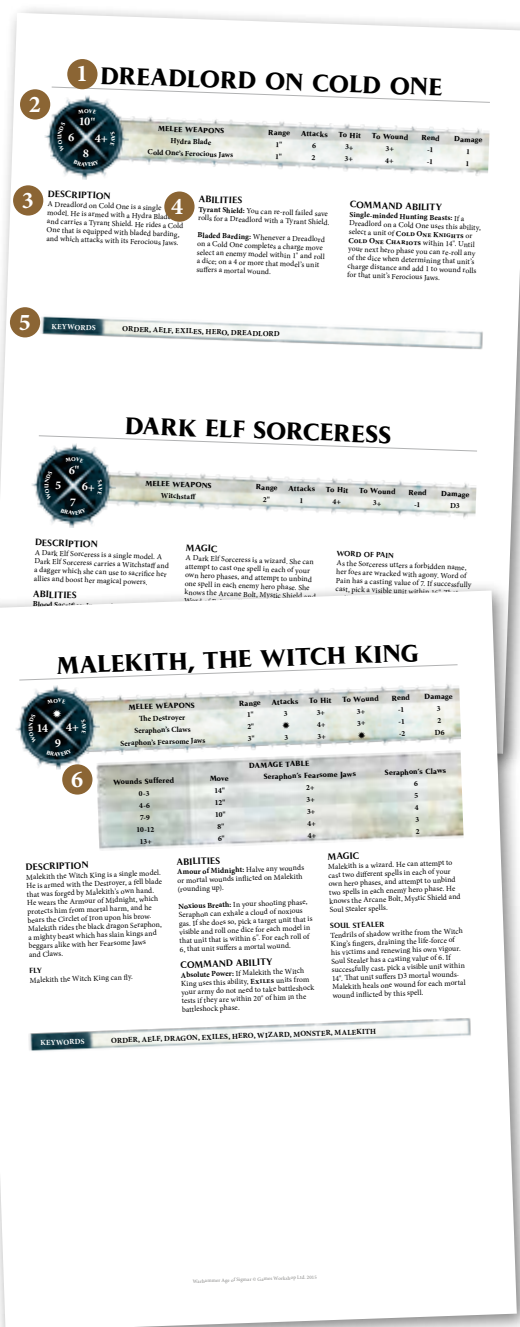 1 DREADLORD ON COLD ONE
2
MOVE
10"
WOUNDS 6 4+ SAVE
8
BRAVERY
MELEE WEAPONS Range Attacks To Hit To Wound Rend Damage
Hydra Blade 1" 6 3+ 3+ -1 1
Cold One's Ferocious Jaws 1" 2 3+ 4+ -1 1
3 DESCRIPTION
A Dreadlord on Cold One is a single
model. He is armed with a Hydra Blade
and carries a Tyrant Shield. He rides a Cold
One that is equipped with bladed barding,
and which attacks with its Ferocious Jaws.
4 ABILITIES
Tyrant Shield: You can re-roll failed save
rolls for a Dreadlord with a Tyrant Shield.
Bladed Barding: Whenever a Dreadlord
on a Cold One completes a charge move
select an enemy model within 1" and roll
a dice; on a 4 or more that model's unit
suffers a mortal wound.
COMMAND ABILITY
Single-minded Hunting Beasts: If a
Dreadlord on a Cold One uses this ability,
select a unit of COLD ONE KNIGHTS or
COLD ONE CHARIOTS within 14". Until
your next hero phase you can re-roll any
of the dice when determining that unit's
charge distance and add 1 to wound rolls
for that unit's Ferocious Jaws.
5 KEYWORDS ORDER, AELF, EXILES, HERO, DREADLORD
DARK ELF SORCERESS
MOVE
6"
WOUNDS 5 6+ SAVE
7
BRAVERY
MELEE WEAPONS Range Attacks To Hit To Wound Rend Damage
Witchstaff 2" 1 4+ 3+ -1 D3
DESCRIPTION
A Dark Elf Sorceress is a single model. A
Dark Elf Sorceress carries a Witchstaff and
a dagger which she can use to sacrifice her
allies and boost her magical powers.
ABILITIES
MAGIC
A Dark Elf Sorceress is a wizard. She can
attempt to cast one spell in each of your
own hero phases, and attempt to unbind
one spell in each enemy hero phase. She
knows the Arcane Bolt, Mystic Shield and
WORD OF PAIN
As the Sorceress utters a forbidden name,
her foes are wracked with agony. Word of
Pain has a casting value of 7. If successfully
cast, pick a visible unit within
MALEKITH, THE WITCH KING
MOVE
✹
WOUNDS 14 4+ SAVE
9
BRAVERY
MELEE WEAPONS Range Attacks To Hit To Wound Rend Damage
The Destroyer 1" 3 3+ 3+ -1 3
Seraphon's Claws 2" ✹ 4+ 3+ -1 2
Seraphon's Fearsome Jaws 3" 3 3+ ✹ -2 D6
6
DAMAGE TABLE
Wounds Suffered Move Seraphon's Fearsome Jaws Seraphon's Claws
0-3 14" 2+ 6
4-6 12" 3+ 5
7-9 10" 3+ 4
10-12 8" 4+ 3
13+ 6" 4+ 2
DESCRIPTION
Malekith the Witch King is a single model.
He is armed with the Destroyer, a fell blade
that was forged by Malekith's own hand.
He wears the Armour of Midnight, which
protects him from mortal harm, and he
bears the Circlet of Iron upon his brow.
Malekith rides the black dragon Seraphon,
a mighty beast which has slain kings and
beggars alike with her Fearsome Jaws
and Claws.
FLY
Malekith the Witch King can fly.
ABILITIES
Amour of Midnight: Halve any wounds
or mortal wounds inflicted on Malekith
(rounding up).
Noxious Breath: In your shooting phase,
Seraphon can exhale a cloud of noxious
gas. If she does so, pick a target unit that is
visible and roll one dice for each model in
that unit that is within 6". For each roll of
6, that unit suffers a mortal wound.
COMMAND ABILITY
Absolute Power: If Malekith the Witch
King uses this ability, EXILES units from
your army do not need to take battleshock
tests if they are within 20" of him in the
battleshock phase.
MAGIC
Malekith is a wizard. He can attempt to
cast two different spells in each of your
own hero phases, and attempt to unbind
two spells in each enemy hero phase. He
knows the Arcane Bolt, Mystic Shield and
Soul Stealer spells.
SOUL STEALER
Tendrils of shadow writhe from the Witch
King's fingers, draining the life-force of
his victims and renewing his own vigour.
Soul Stealer has a casting value of 6. If
successfully cast, pick a visible unit within
14". That unit suffers D3 mortal wounds.
Malekith heals one wound for each mortal
wound inflicted by this spell.
KEYWORDS ORDER, AELF, DRAGON, EXILES, HERO, WIZARD, MONSTER, MALEKITH
Warhammer Age of Sigmar © Games Workshop Ltd. 2015